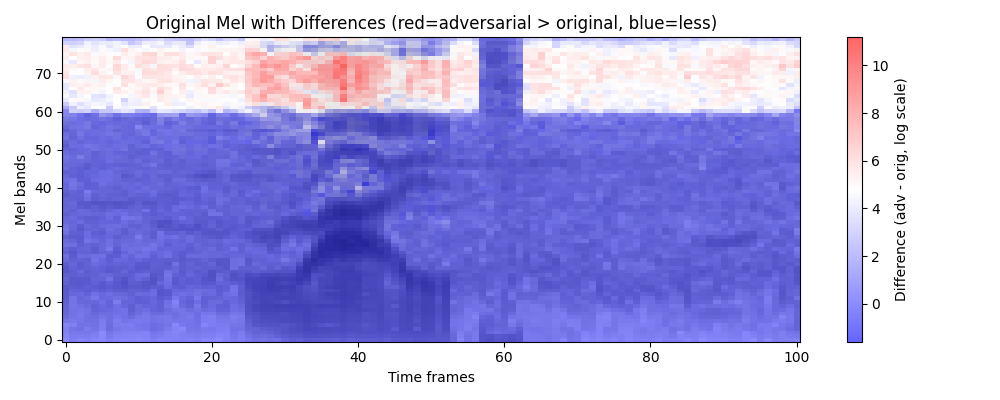 Original Mel with Differences (red=adversarial > original, blue=less)
Mel bands
70
60
50
40
30
20
10
0
0 20 40 60 80 100
Time frames
10
8
6
4
2
0
Difference (adv - orig, log scale)